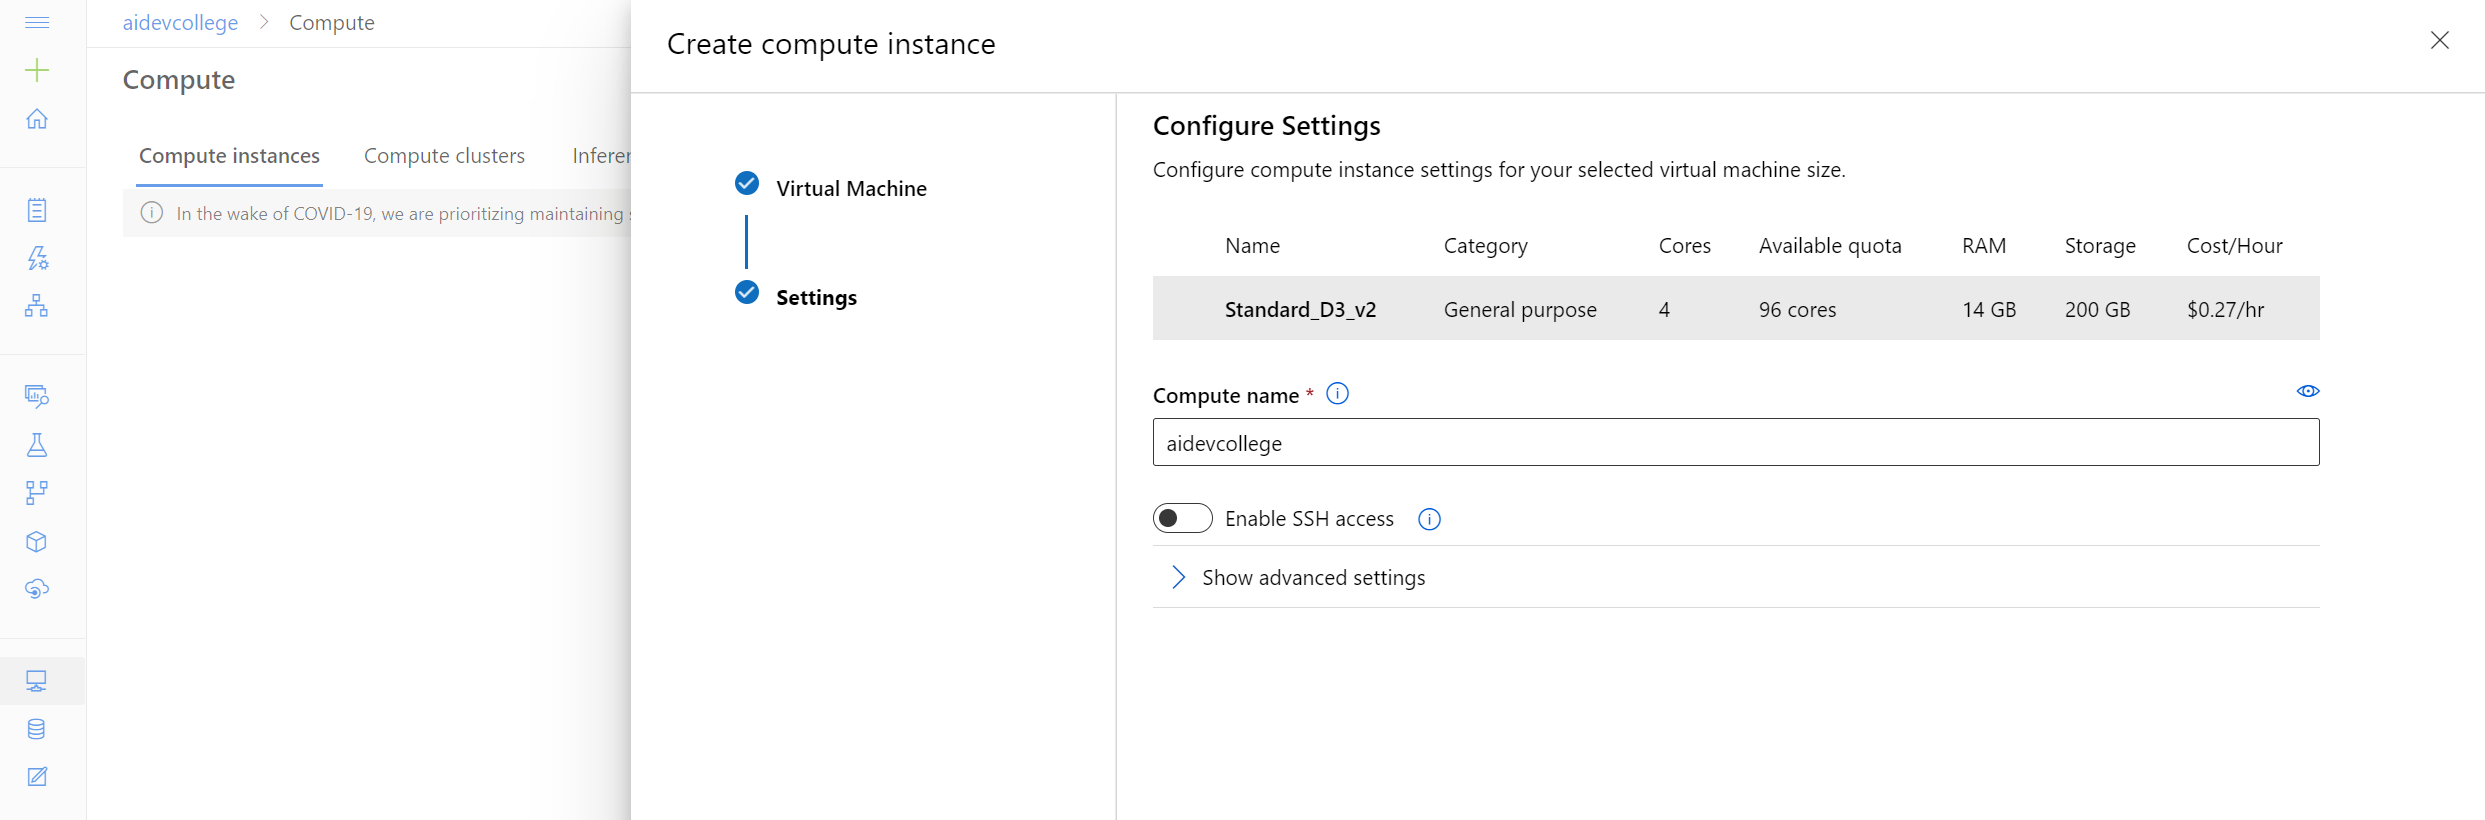 aidevcollege > Compute
Compute
Compute instances Compute clusters Inferen
In the wake of COVID-19, we are prioritizing maintaining
Create compute instance
Virtual Machine
Settings
Configure Settings
Configure compute instance settings for your selected virtual machine size.
Name Category Cores Available quota RAM Storage Cost/Hour
Standard_D3_v2 General purpose 4 96 cores 14 GB 200 GB $0.27/hr
Compute name *
aidevcollege
Enable SSH access
Show advanced settings